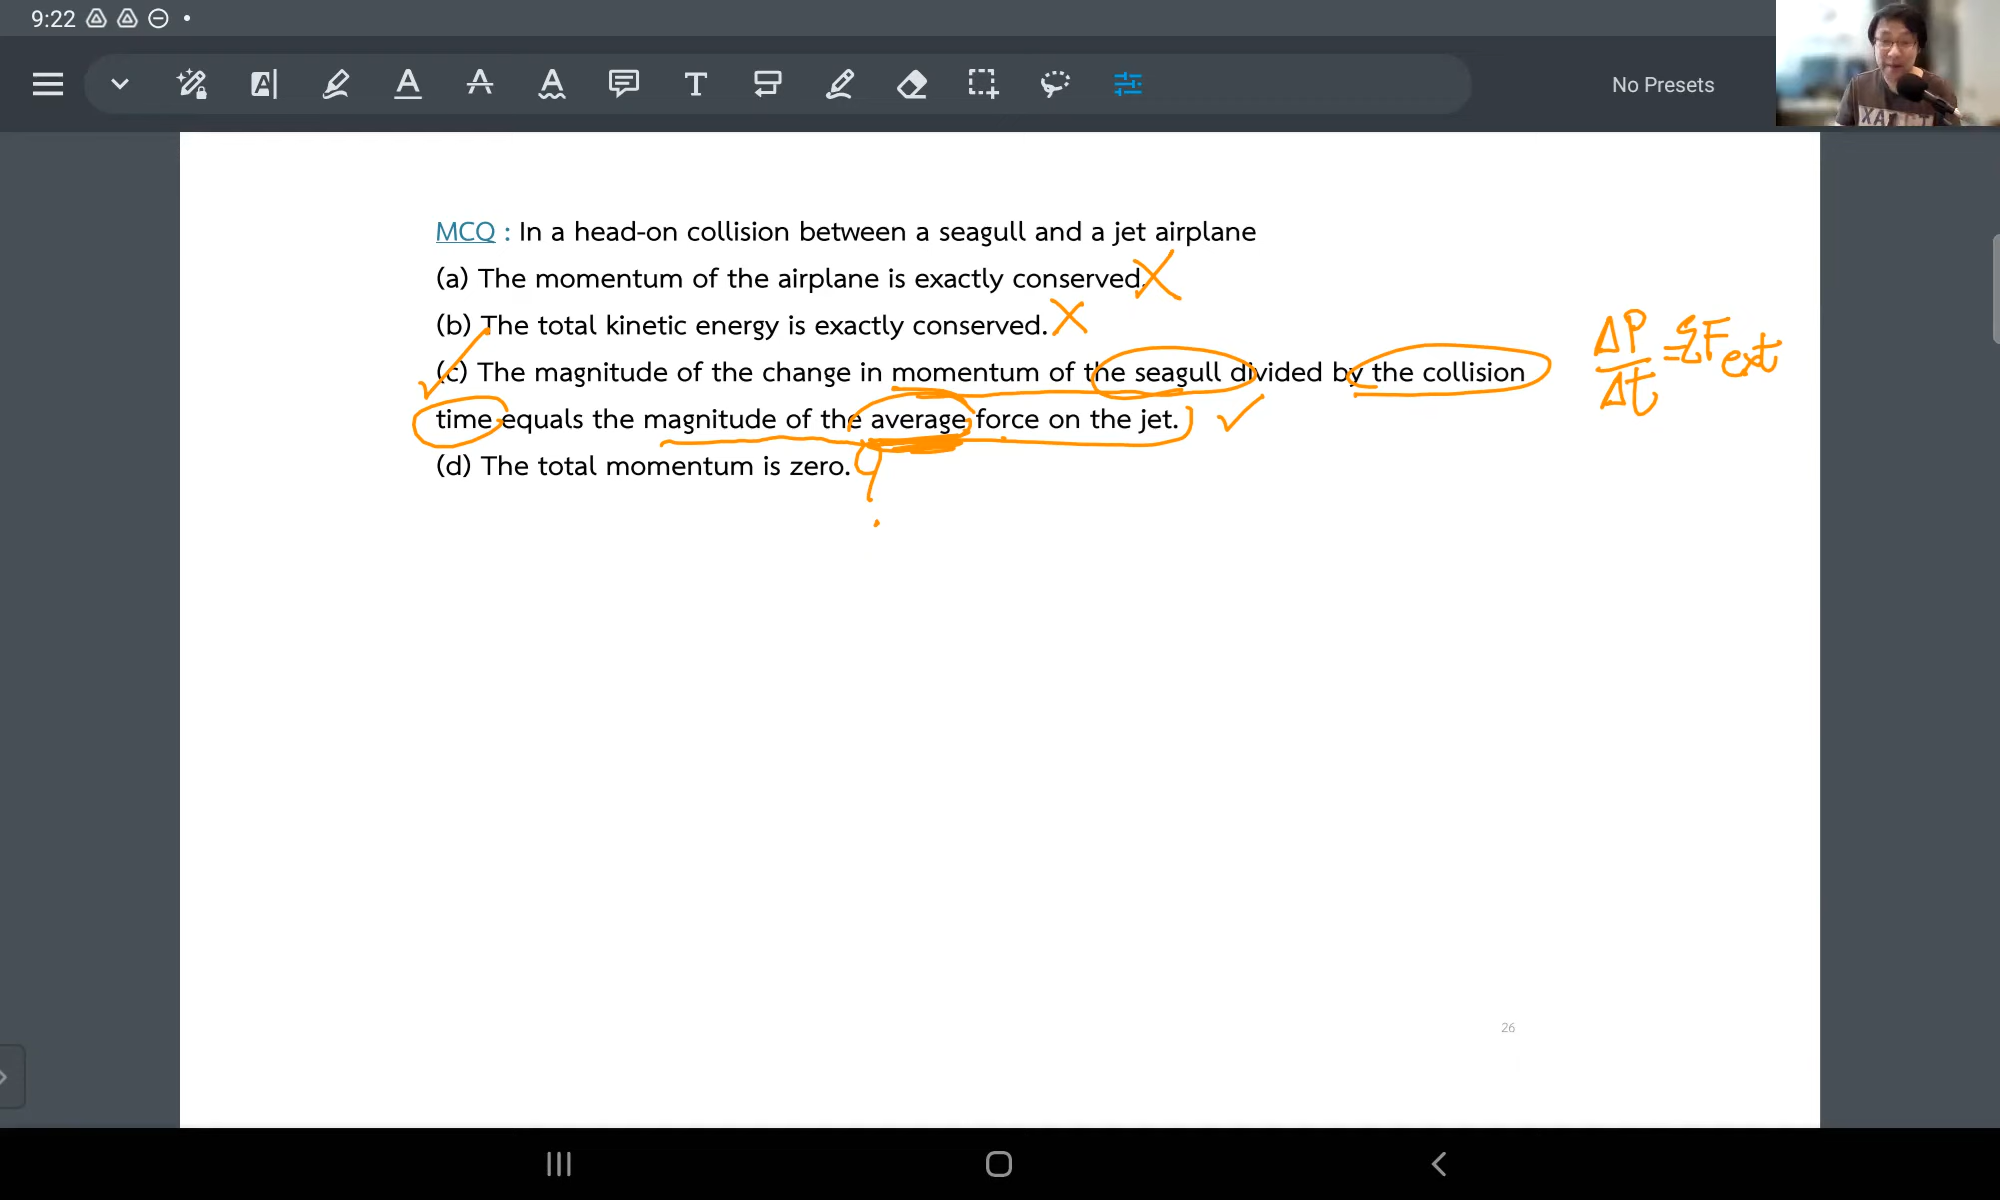 9:22
No Presets
MCQ : In a head-on collision between a seagull and a jet airplane
(a) The momentum of the airplane is exactly conserved.
(b) The total kinetic energy is exactly conserved.
(c) The magnitude of the change in momentum of the seagull divided by the collision
time equals the magnitude of the average force on the jet.
(d) The total momentum is zero.
?
ΔP/Δt = ΣFext
26